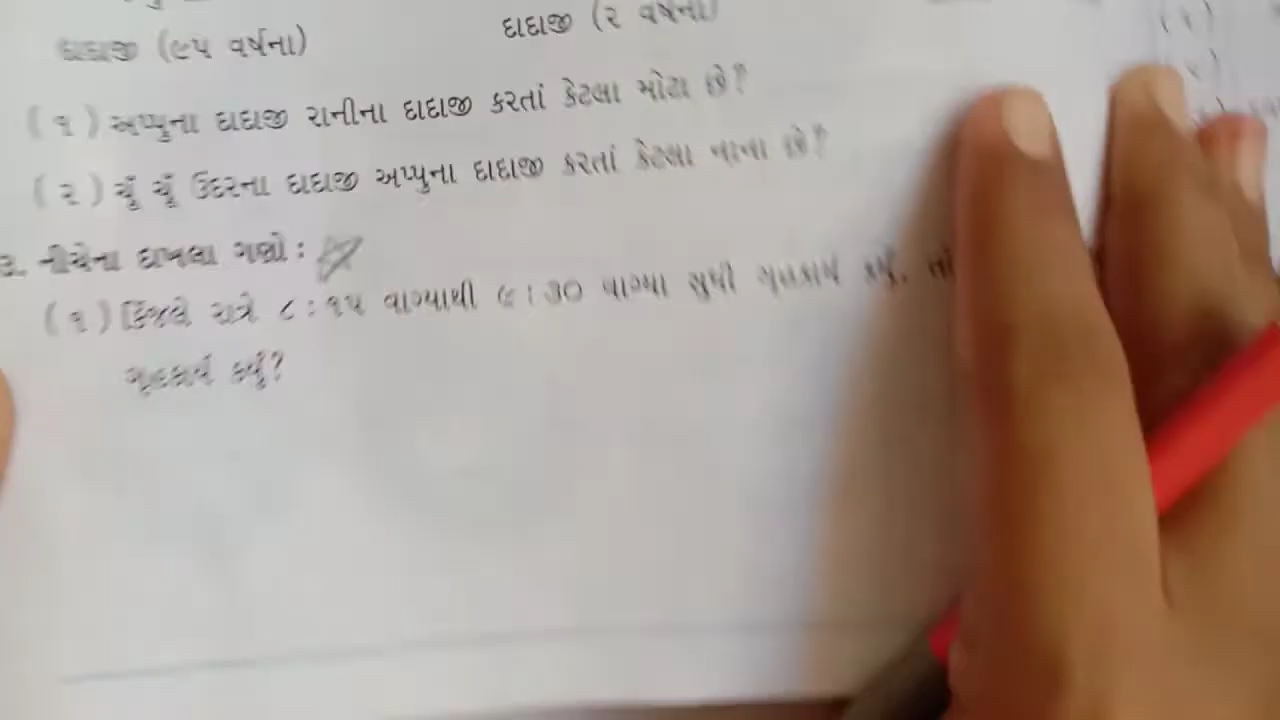 દાદાજી (૯૫ વર્ષના)
દાદાજી (૨ વર્ષના)
(૧) અપ્પુના દાદાજી રાનીના દાદાજી કરતાં કેટલા મોટા છે?
(૨) ચૂઁ ચૂઁ ઉંદરના દાદાજી અપ્પુના દાદાજી કરતાં કેટલા નાના છે?
૩. નીચેના દાખલા ગણો :
(૧) કિંજલે રાત્રે ૮ : ૧૫ વાગ્યાથી ૯ : ૩૦ વાગ્યા સુધી ગૃહકાર્ય કર્યું. તો
ગૃહકાર્ય કર્યું?